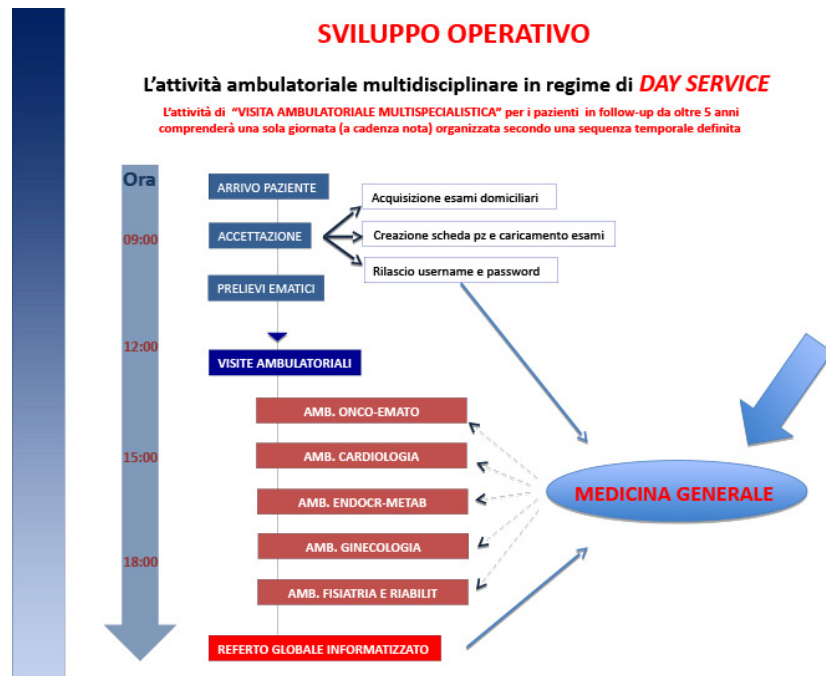 SVILUPPO OPERATIVO
L'attività ambulatoriale multidisciplinare in regime di DAY SERVICE
L'attività di "VISITA AMBULATORIALE MULTISPECIALISTICA" per i pazienti in follow-up da oltre 5 anni
comprenderà una sola giornata (a cadenza nota) organizzata secondo una sequenza temporale definita
Ora
ARRIVO PAZIENTE
Acquisizione esami domiciliari
09:00
ACCETTAZIONE
Creazione scheda pz e caricamento esami
Rilascio username e password
PRELIEVI EMATICI
12:00
VISITE AMBULATORIALI
AMB. ONCO-EMATO
15:00
AMB. CARDIOLOGIA
MEDICINA GENERALE
AMB. ENDOCR-METAB
AMB. GINECOLOGIA
18:00
AMB. FISIATRIA E RIABILIT
REFERTO GLOBALE INFORMATIZZATO